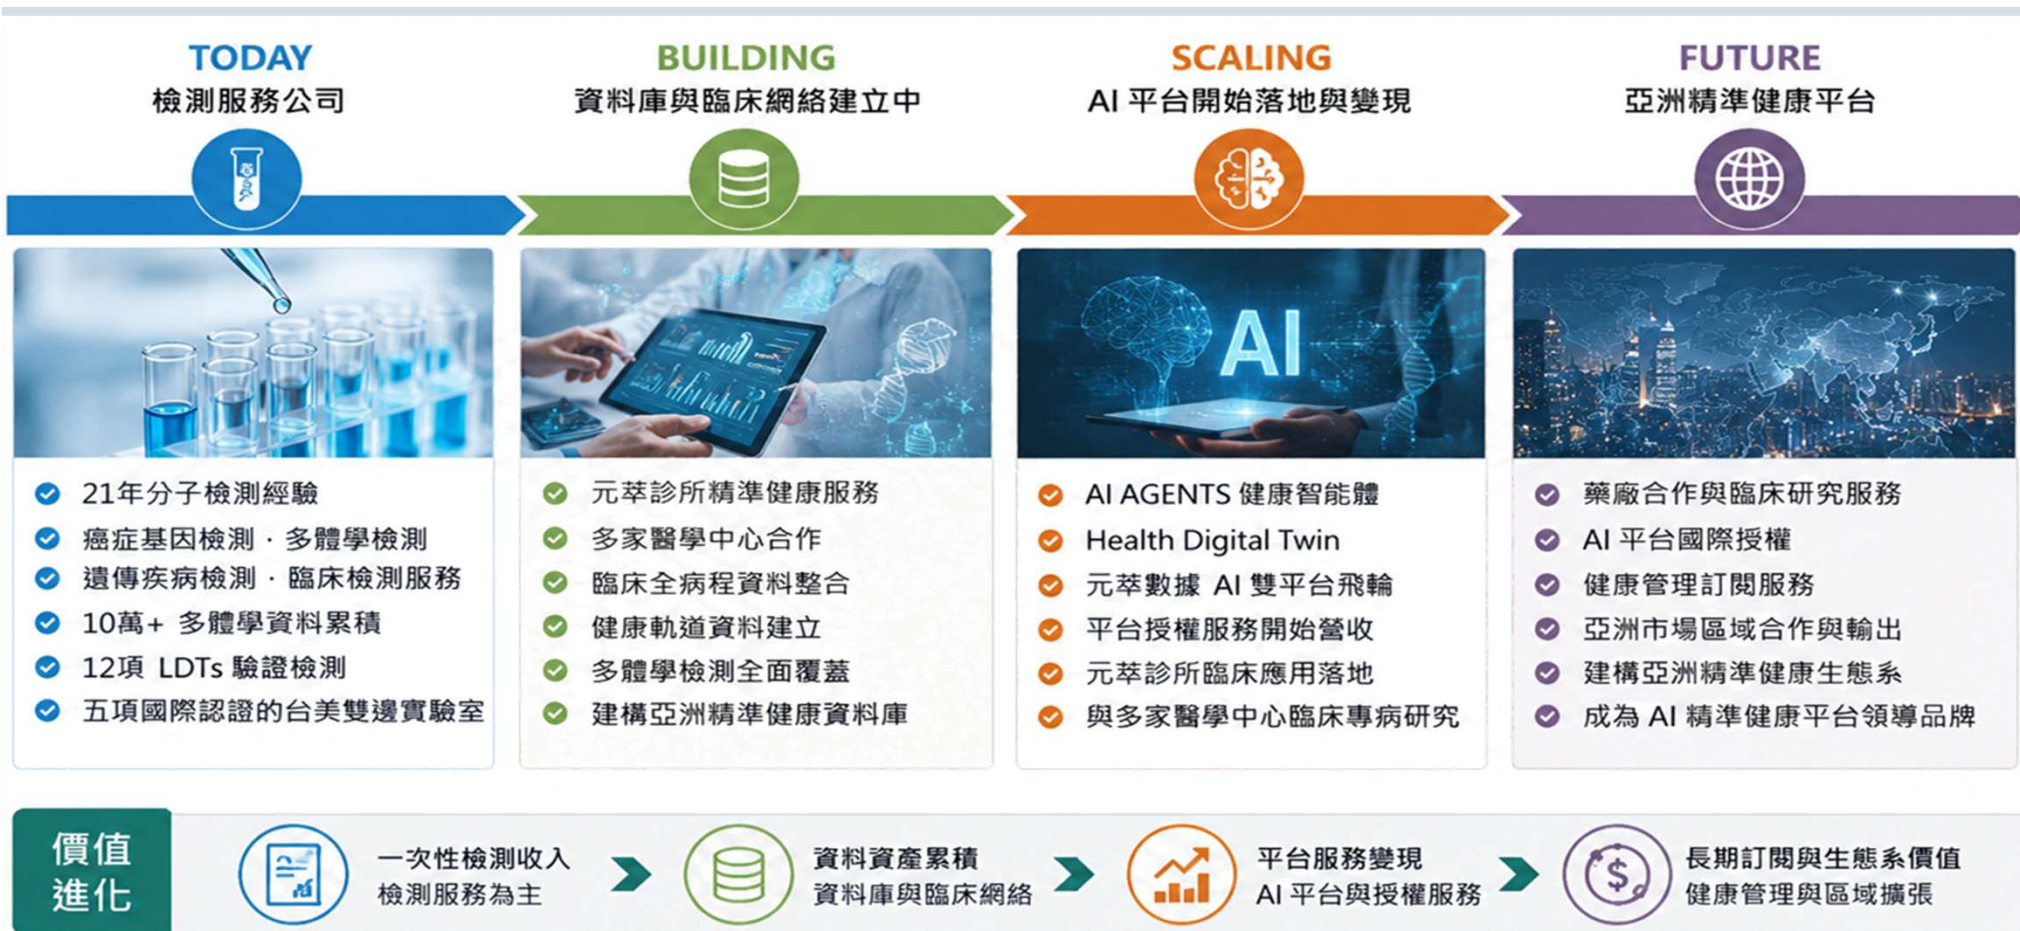 TODAY
檢測服務公司
21年分子檢測經驗
癌症基因檢測 · 多體學檢測
遺傳疾病檢測 · 臨床檢測服務
10萬+ 多體學資料累積
12項 LDTs 驗證檢測
五項國際認證的台美雙邊實驗室
BUILDING
資料庫與臨床網絡建立中
元萃診所精準健康服務
多家醫學中心合作
臨床全病程資料整合
健康軌道資料建立
多體學檢測全面覆蓋
建構亞洲精準健康資料庫
SCALING
AI 平台開始落地與變現
AI
AI AGENTS 健康智能體
Health Digital Twin
元萃數據 AI 雙平台飛輪
平台授權服務開始營收
元萃診所臨床應用落地
與多家醫學中心臨床專病研究
FUTURE
亞洲精準健康平台
藥廠合作與臨床研究服務
AI 平台國際授權
健康管理訂閱服務
亞洲市場區域合作與輸出
建構亞洲精準健康生態系
成為 AI 精準健康平台領導品牌
價值
進化
一次性檢測收入
檢測服務為主
資料資產累積
資料庫與臨床網絡
平台服務變現
AI 平台與授權服務
$
長期訂閱與生態系價值
健康管理與區域擴張